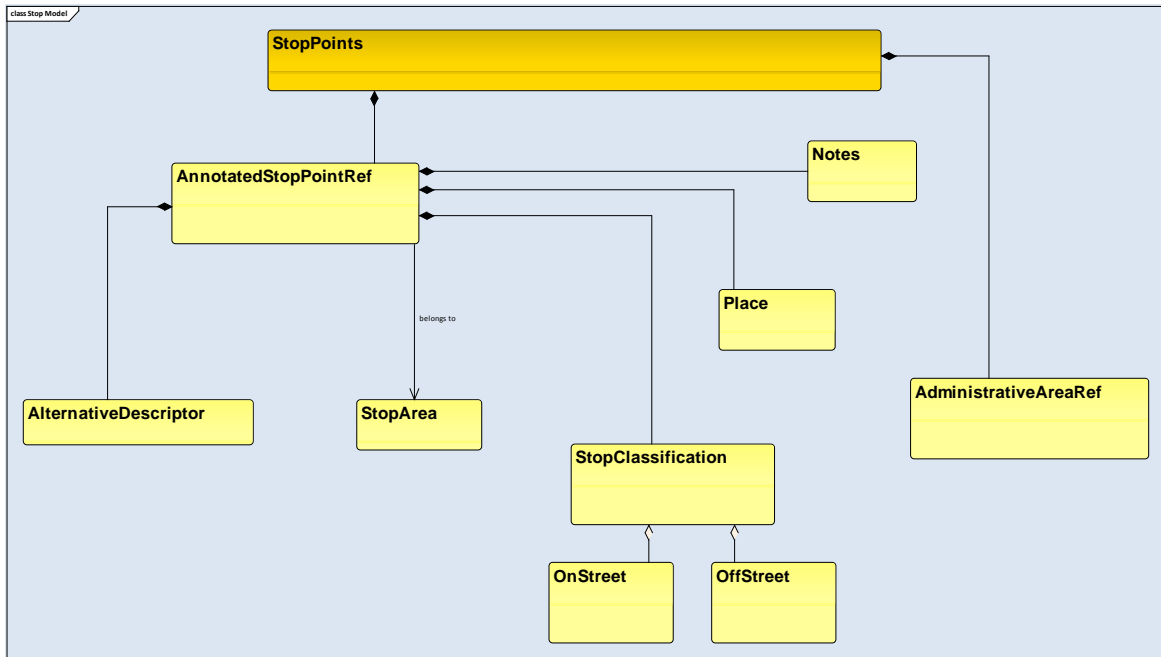 class Stop Model
StopPoints
AnnotatedStopPointRef
Notes
Place
belongs to
AlternativeDescriptor
StopArea
AdministrativeAreaRef
StopClassification
OnStreet
OffStreet